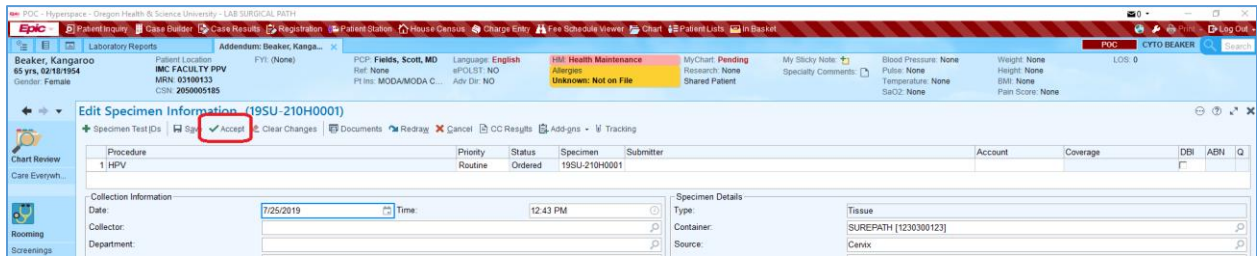 POC - Hyperspace - Oregon Health & Science University - LAB SURGICAL PATH
Epic Patient Inquiry Case Builder Case Results Registration Patient Station House Census Charge Entry Fee Schedule Viewer Chart Patient Lists In Basket Print Log Out
Laboratory Reports Addendum: Beaker, Kanga... POC CYTO BEAKER Search
Beaker, Kangaroo Patient Location FYI: (None) PCP: Fields, Scott, MD Language: English HM: Health Maintenance MyChart: Pending My Sticky Note: Blood Pressure: None Weight: None LOS: 0
65 yrs, 02/18/1954 IMC FACULTY PPV Ref: None ePOLST: NO Allergies Research: None Specialty Comments: Pulse: None Height: None
Gender: Female MRN: 03100133 Pt Ins: MODA/MODA C... Adv Dir: NO Unknown: Not on File Shared Patient Temperature: None BMI: None
CSN: 2050005185 SaO2: None Pain Score: None
Edit Specimen Information (19SU-210H0001)
Specimen Test IDs Save Accept Clear Changes Documents Redraw Cancel CC Results Add-ons Tracking
Chart Review
Care Everywh...
Rooming
Screenings
Procedure Priority Status Specimen Submitter Account Coverage DBI ABN Q
1 HPV Routine Ordered 19SU-210H0001
Collection Information Specimen Details
Date: 7/25/2019 Time: 12:43 PM Type: Tissue
Collector: Container: SUREPATH [1230300123]
Department: Source: Cervix